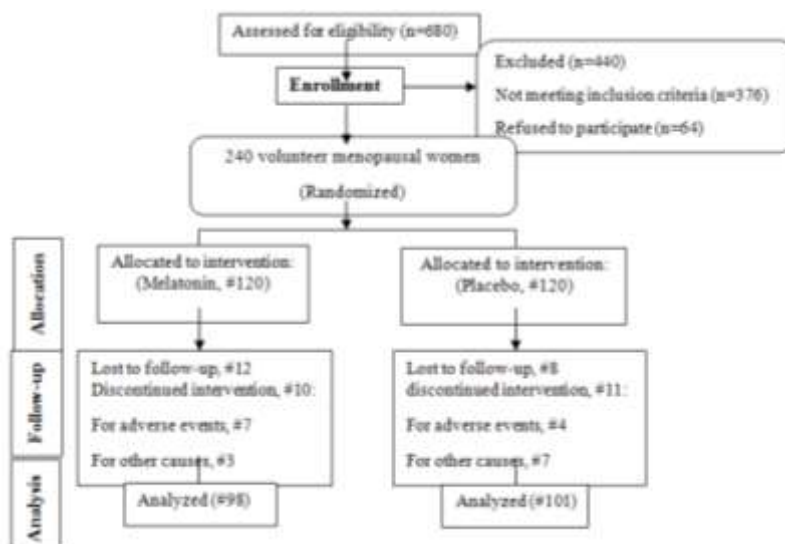 Assessed for eligibility (n=680)
Enrollment
Excluded (n=440)
Not meeting inclusion criteria (n=376)
Refused to participate (n=64)
240 volunteer menopausal women
(Randomized)
Allocation
Allocated to intervention:
(Melatonin, #120)
Allocated to intervention:
(Placebo, #120)
Follow-up
Lost to follow-up, #12
Discontinued intervention, #10:
For adverse events, #7
For other causes, #3
Lost to follow-up, #8
discontinued intervention, #11:
For adverse events, #4
For other causes, #7
Analysis
Analyzed (#98)
Analyzed (#101)